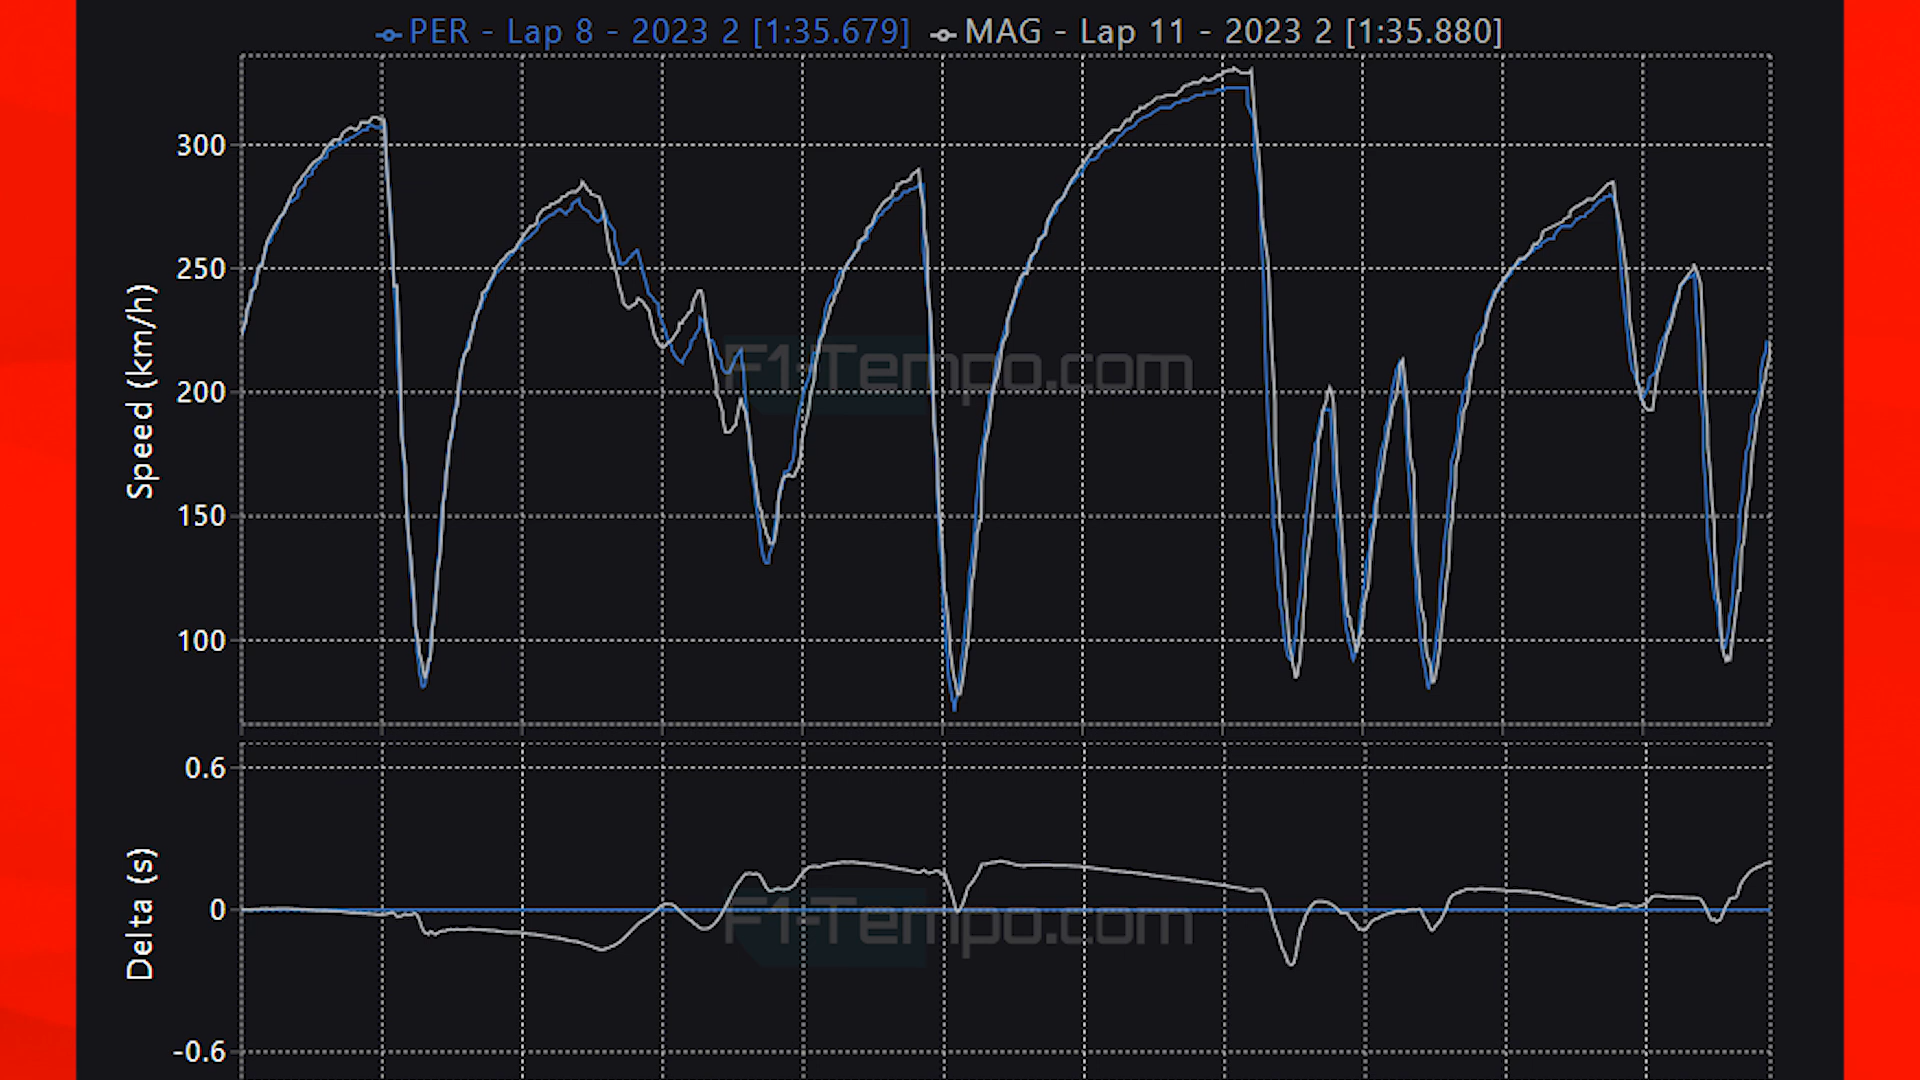 PER - Lap 8 - 2023 2 [1:35.679] MAG - Lap 11 - 2023 2 [1:35.880]
300
250
200
150
100
Speed (km/h)
F1-Tempo.com
0.6
0
-0.6
Delta (s)
F1-Tempo.com